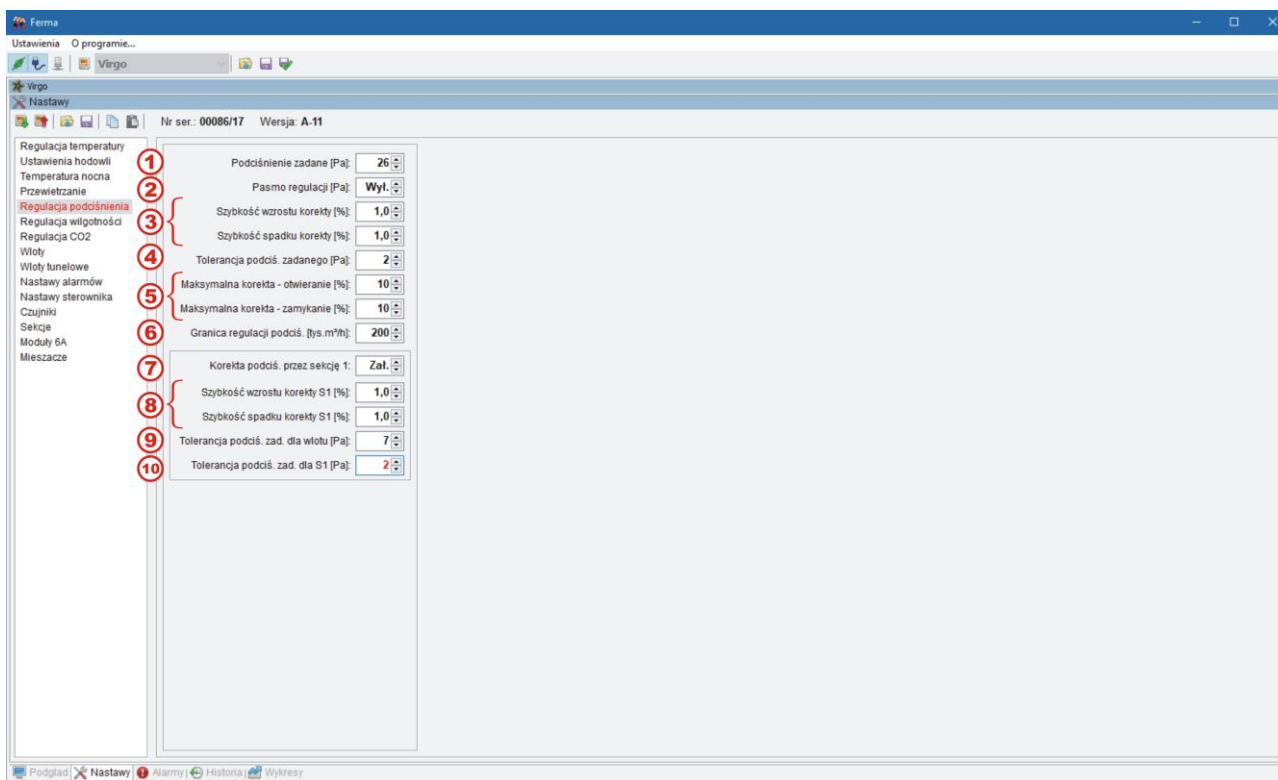 Ferma
Ustawienia O programie...
Virgo
Virgo
Nastawy
Nr ser.: 00086/17 Wersja: A-11
Regulacja temperatury
Ustawienia hodowli
Temperatura nocna
Przewietrzanie
Regulacja podciśnienia
Regulacja wilgotności
Regulacja CO2
Wloty
Wloty tunelowe
Nastawy alarmów
Nastawy sterownika
Czujniki
Sekcje
Moduły 6A
Mieszacze
1 Podciśnienie zadane [Pa]: 26
2 Pasmo regulacji [Pa]: Wył.
3 Szybkość wzrostu korekty [%]: 1,0
Szybkość spadku korekty [%]: 1,0
4 Tolerancja podciś. zadanego [Pa]: 2
5 Maksymalna korekta - otwieranie [%]: 10
Maksymalna korekta - zamykanie [%]: 10
6 Granica regulacji podciś. [tys.m³/h]: 200
7 Korekta podciś. przez sekcję 1: Zał.
8 Szybkość wzrostu korekty S1 [%]: 1,0
Szybkość spadku korekty S1 [%]: 1,0
9 Tolerancja podciś. zad. dla wlotu [Pa]: 7
10 Tolerancja podciś. zad. dla S1 [Pa]: 2
Podgląd Nastawy Alarmy Historia Wykresy